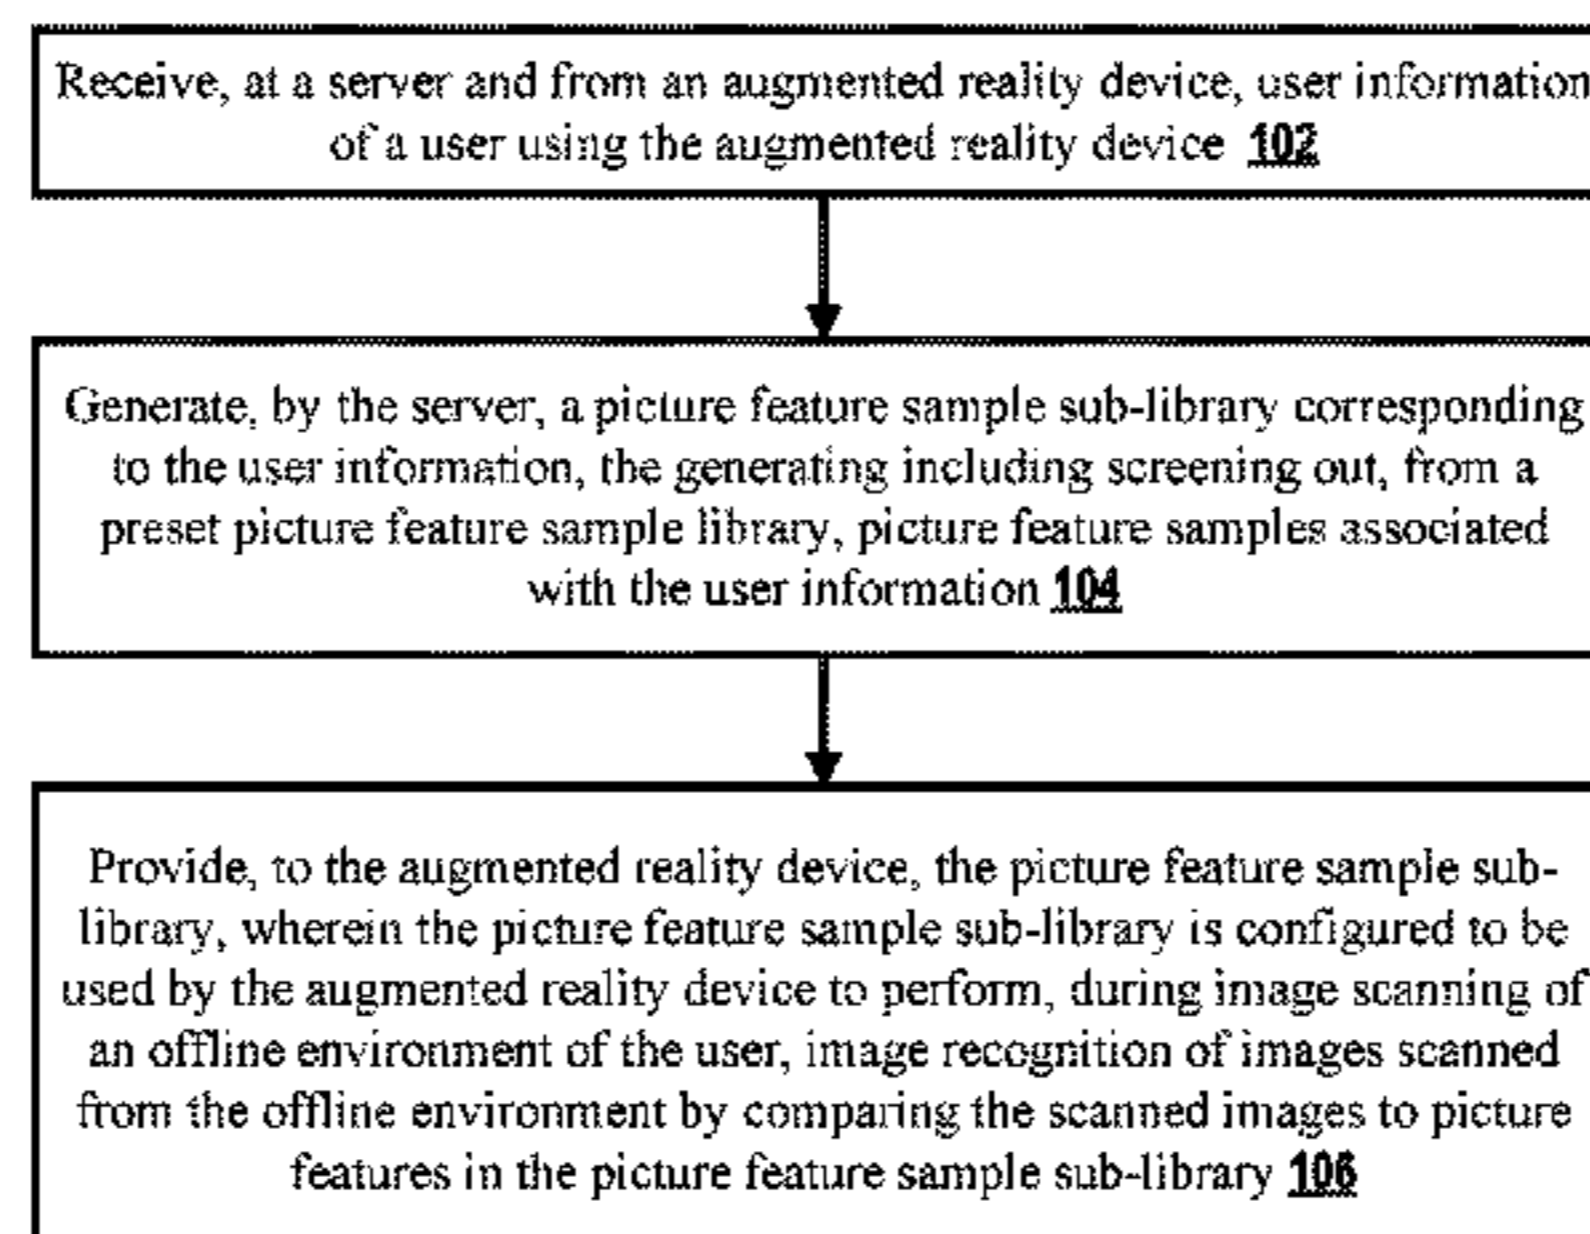 Receive, at a server and from an augmented reality device, user information
of a user using the augmented reality device 102
Generate, by the server, a picture feature sample sub-library corresponding
to the user information, the generating including screening out, from a
preset picture feature sample library, picture feature samples associated
with the user information 104
Provide, to the augmented reality device, the picture feature sample sub-
library, wherein the picture feature sample sub-library is configured to be
used by the augmented reality device to perform, during image scanning of
an offline environment of the user, image recognition of images scanned
from the offline environment by comparing the scanned images to picture
features in the picture feature sample sub-library 106